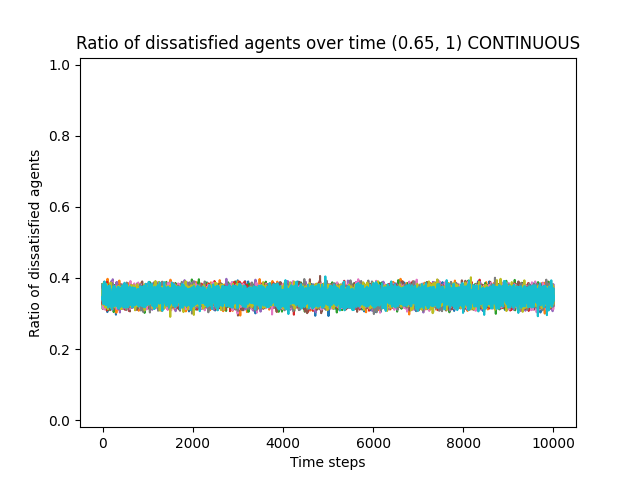 Ratio of dissatisfied agents over time (0.65, 1) CONTINUOUS
Ratio of dissatisfied agents
1.0
0.8
0.6
0.4
0.2
0.0
0 2000 4000 6000 8000 10000
Time steps